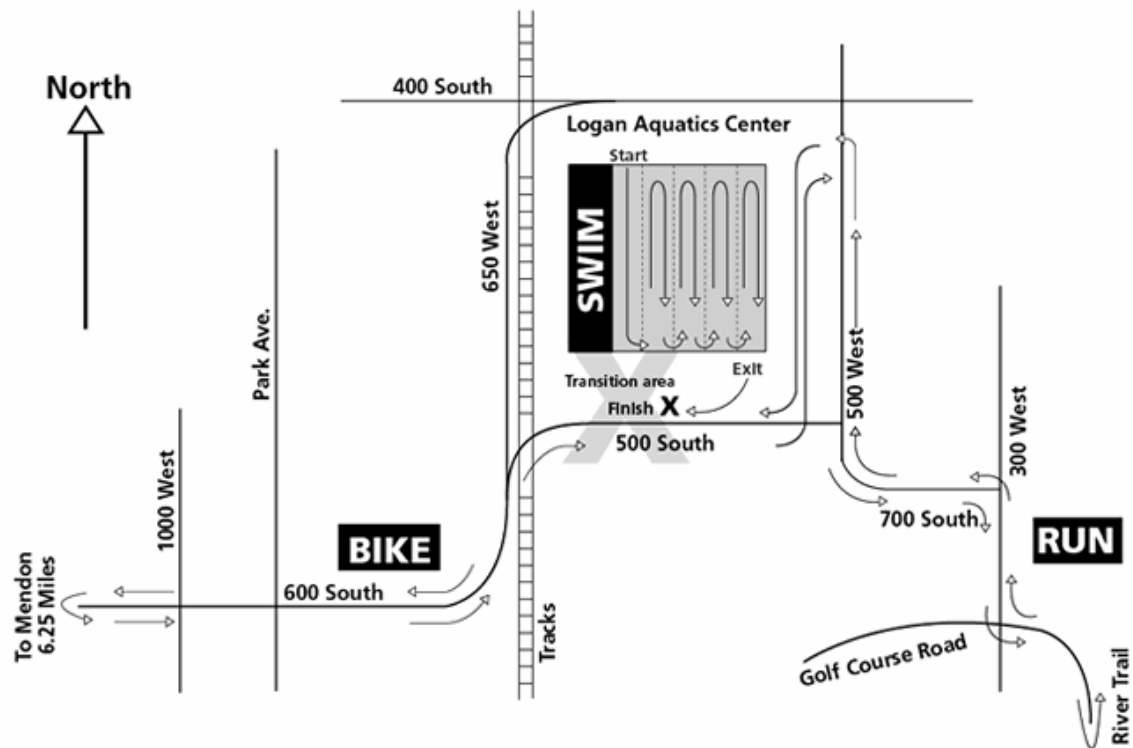 North
400 South
Logan Aquatics Center
Start
SWIM
650 West
Park Ave.
1000 West
500 West
300 West
Exit
Transition area
Finish X
X
500 South
700 South
BIKE
RUN
600 South
To Mendon
6.25 Miles
Tracks
Golf Course Road
River Trail